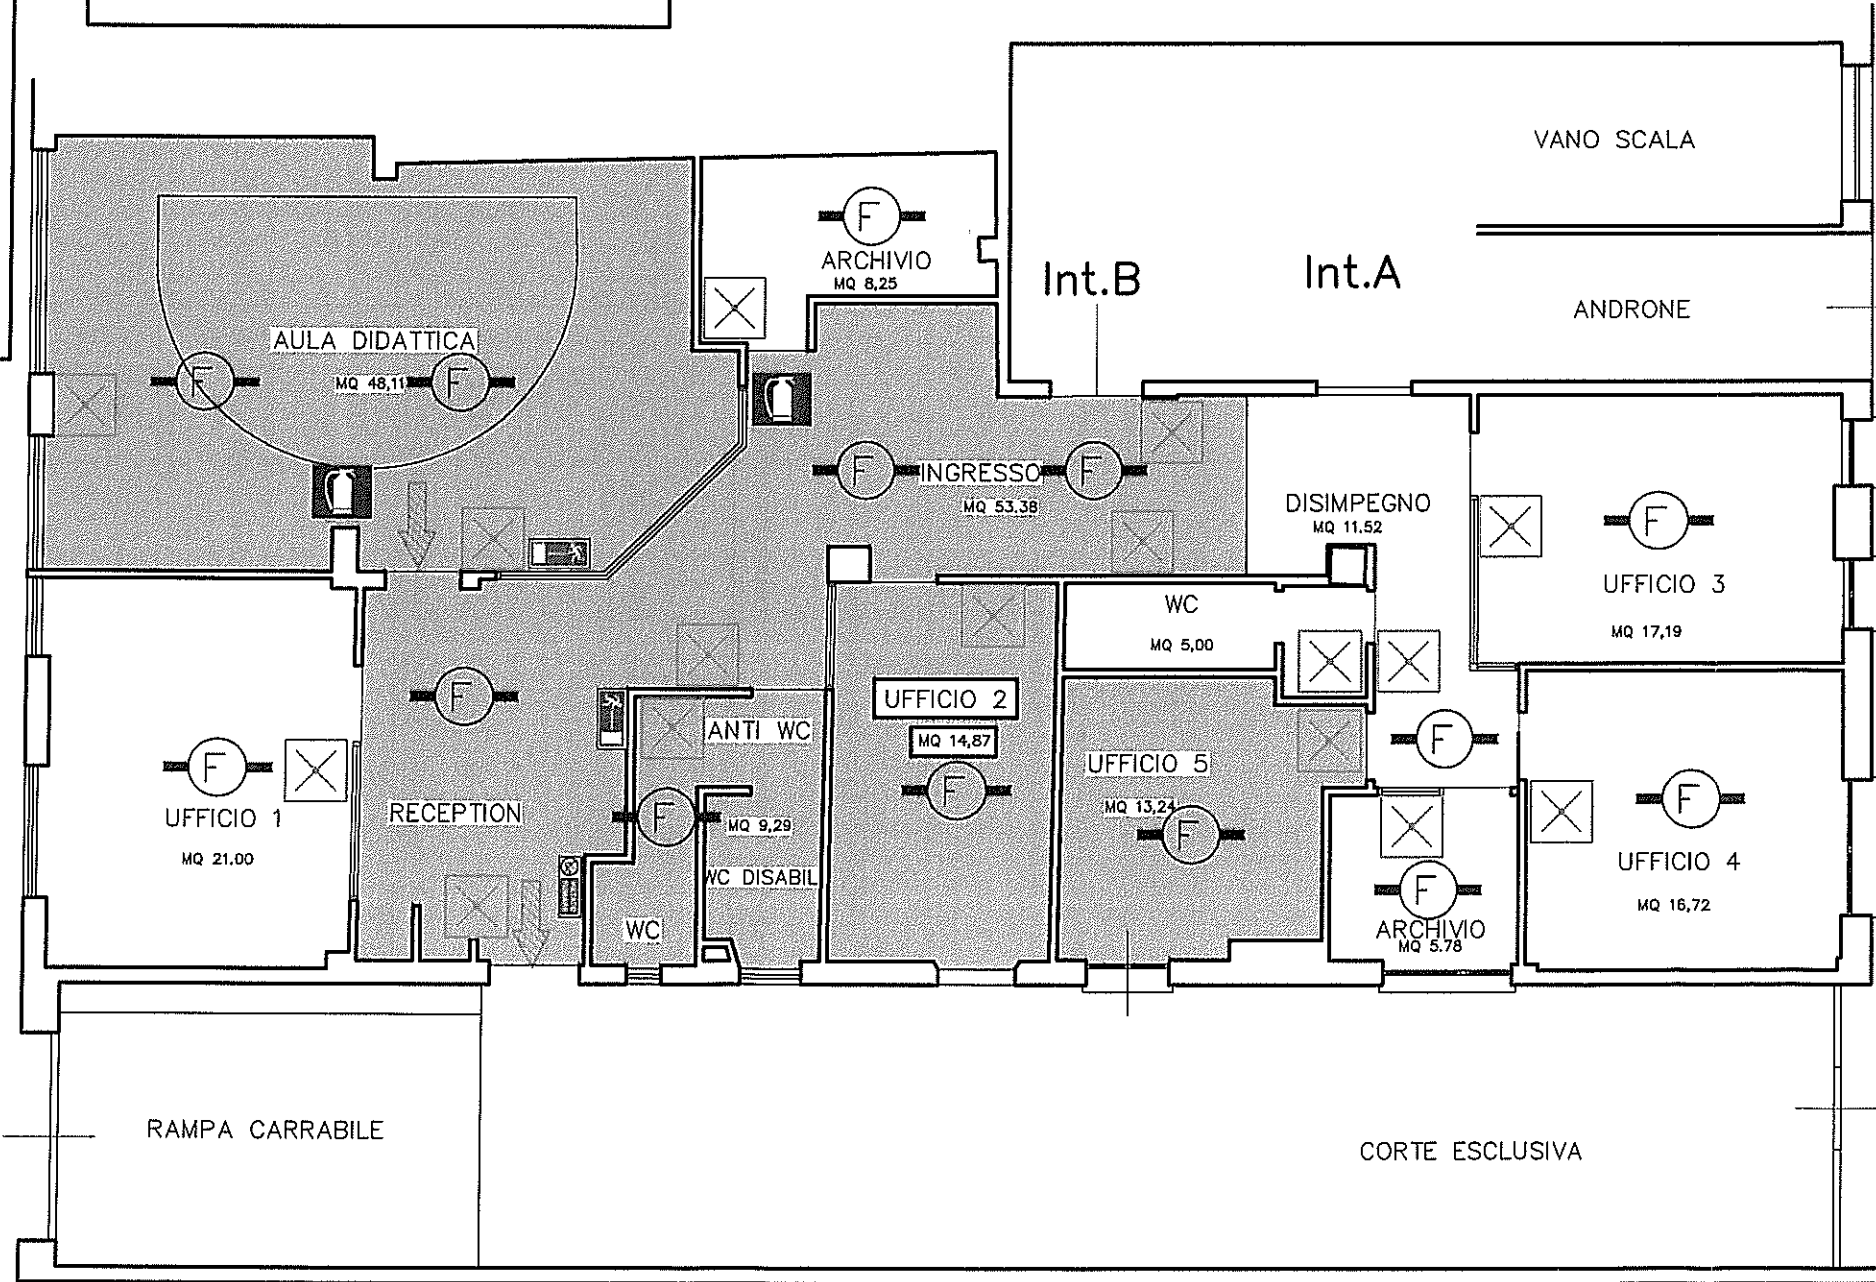 VANO SCALA
F
ARCHIVIO
MQ 8,25
Int.B
Int.A
ANDRONE
AULA DIDATTICA
F
MQ 48,11
F
F
INGRESSO
F
MQ 53.38
DISIMPEGNO
MQ 11.52
F
UFFICIO 3
MQ 17,19
WC
MQ 5,00
F
UFFICIO 2
MQ 14,87
F
ANTI WC
F
UFFICIO 1
MQ 21.00
RECEPTION
F
MQ 9,29
WC DISABIL
WC
UFFICIO 5
MQ 13,24
F
F
F
ARCHIVIO
MQ 5.78
F
UFFICIO 4
MQ 16,72
RAMPA CARRABILE
CORTE ESCLUSIVA